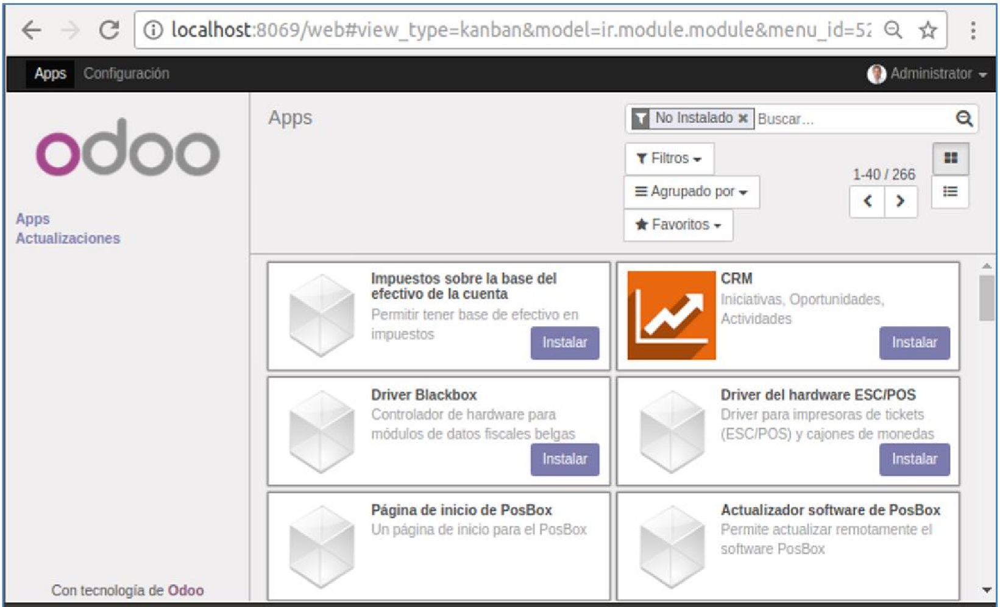 localhost:8069/web#view_type=kanban&model=ir.module.module&menu_id=52
Apps Configuración Administrator
odoo
Apps
Actualizaciones
Apps
No Instalado Buscar...
Filtros
Agrupado por
Favoritos
1-40 / 266
Impuestos sobre la base del
efectivo de la cuenta
Permitir tener base de efectivo en
impuestos
Instalar
CRM
Iniciativas, Oportunidades,
Actividades
Instalar
Driver Blackbox
Controlador de hardware para
módulos de datos fiscales belgas
Instalar
Driver del hardware ESC/POS
Driver para impresoras de tickets
(ESC/POS) y cajones de monedas
Instalar
Página de inicio de PosBox
Un página de inicio para el PosBox
Actualizador software de PosBox
Permite actualizar remotamente el
software PosBox
Con tecnología de Odoo